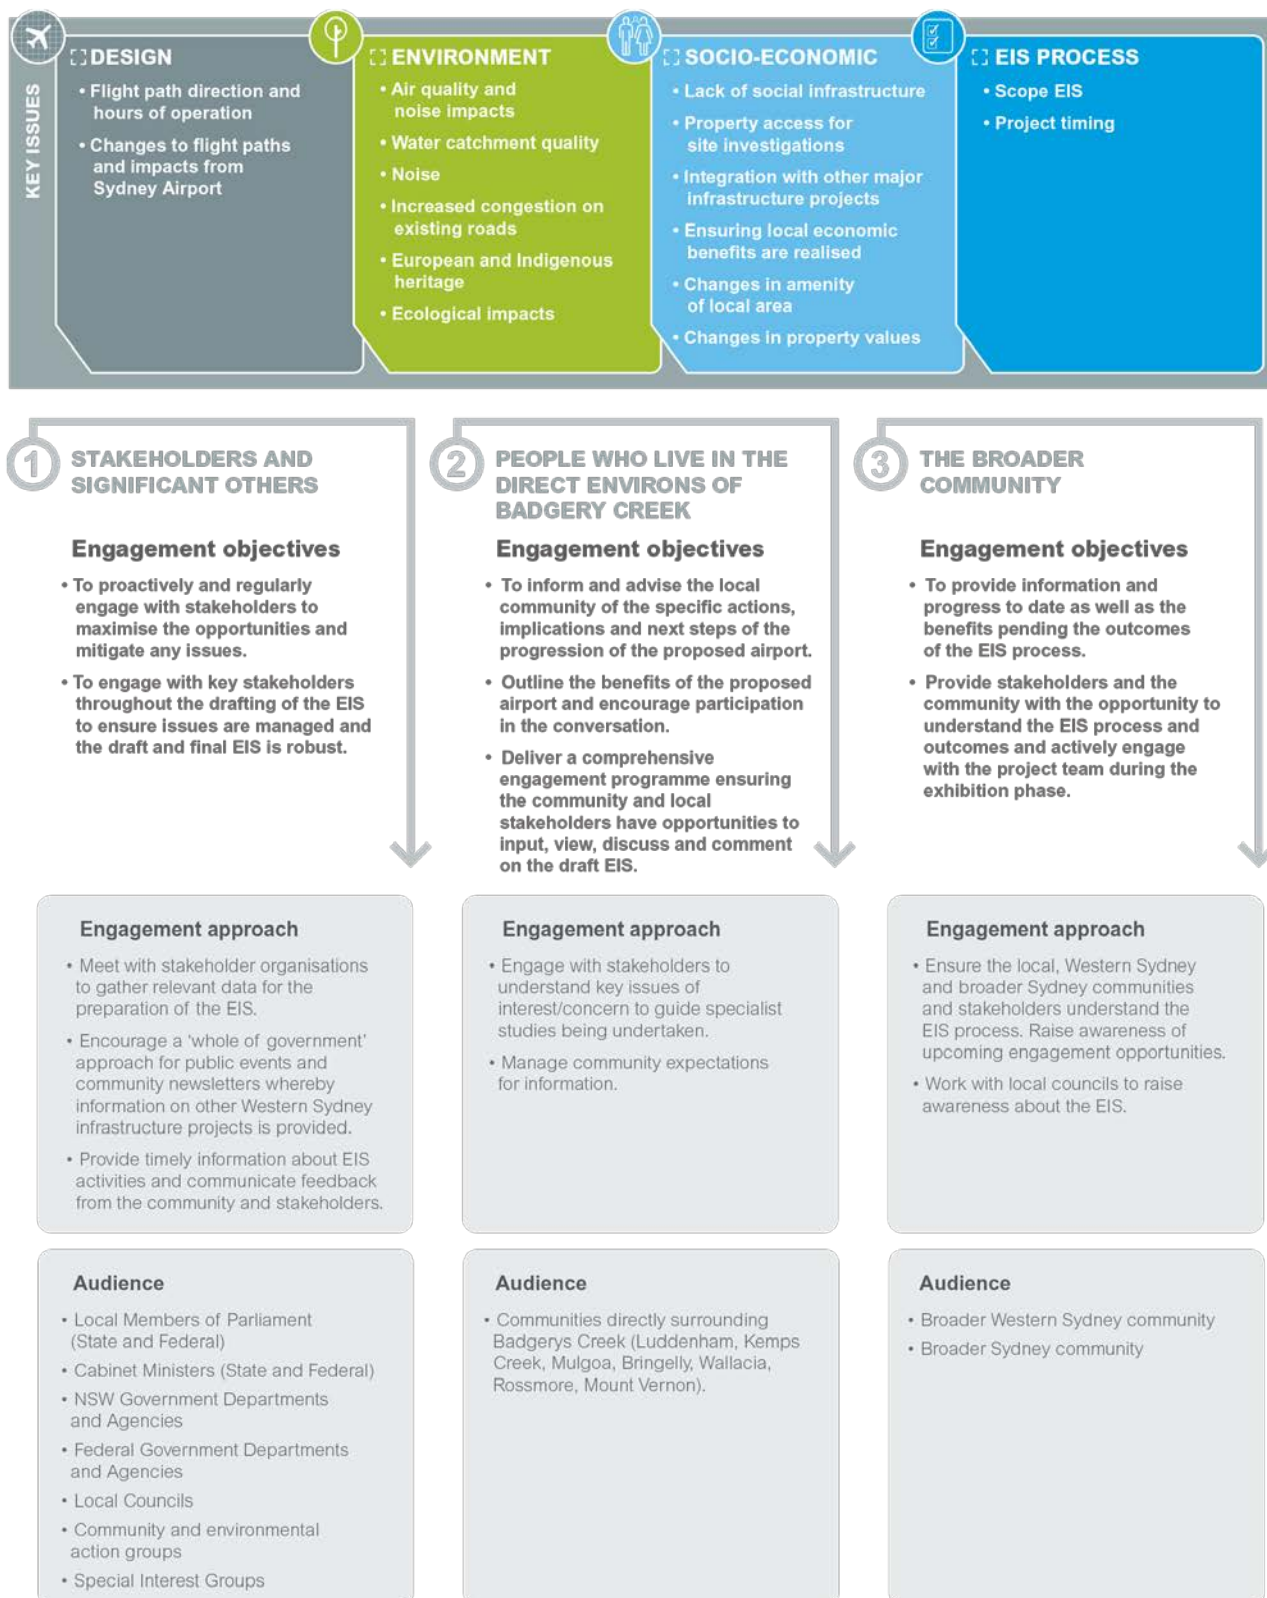 KEY ISSUES
DESIGN
• Flight path direction and
hours of operation
• Changes to flight paths
and impacts from
Sydney Airport
ENVIRONMENT
• Air quality and
noise impacts
• Water catchment quality
• Noise
• Increased congestion on
existing roads
• European and Indigenous
heritage
• Ecological impacts
SOCIO-ECONOMIC
• Lack of social infrastructure
• Property access for
site investigations
• Integration with other major
infrastructure projects
• Ensuring local economic
benefits are realised
• Changes in amenity
of local area
• Changes in property values
EIS PROCESS
• Scope EIS
• Project timing
1
STAKEHOLDERS AND
SIGNIFICANT OTHERS
Engagement objectives
• To proactively and regularly
engage with stakeholders to
maximise the opportunities and
mitigate any issues.
• To engage with key stakeholders
throughout the drafting of the EIS
to ensure issues are managed and
the draft and final EIS is robust.
Engagement approach
• Meet with stakeholder organisations
to gather relevant data for the
preparation of the EIS.
• Encourage a ‘whole of government’
approach for public events and
community newsletters whereby
information on other Western Sydney
infrastructure projects is provided.
• Provide timely information about EIS
activities and communicate feedback
from the community and stakeholders.
Audience
• Local Members of Parliament
(State and Federal)
• Cabinet Ministers (State and Federal)
• NSW Government Departments
and Agencies
• Federal Government Departments
and Agencies
• Local Councils
• Community and environmental
action groups
• Special Interest Groups
2
PEOPLE WHO LIVE IN THE
DIRECT ENVIRONS OF
BADGERY CREEK
Engagement objectives
• To inform and advise the local
community of the specific actions,
implications and next steps of the
progression of the proposed airport.
• Outline the benefits of the proposed
airport and encourage participation
in the conversation.
• Deliver a comprehensive
engagement programme ensuring
the community and local
stakeholders have opportunities to
input, view, discuss and comment
on the draft EIS.
Engagement approach
• Engage with stakeholders to
understand key issues of
interest/concern to guide specialist
studies being undertaken.
• Manage community expectations
for information.
Audience
• Communities directly surrounding
Badgerys Creek (Luddenham, Kemps
Creek, Mulgoa, Bringelly, Wallacia,
Rossmore, Mount Vernon).
3
THE BROADER
COMMUNITY
Engagement objectives
• To provide information and
progress to date as well as the
benefits pending the outcomes
of the EIS process.
• Provide stakeholders and the
community with the opportunity to
understand the EIS process and
outcomes and actively engage
with the project team during the
exhibition phase.
Engagement approach
• Ensure the local, Western Sydney
and broader Sydney communities
and stakeholders understand the
EIS process. Raise awareness of
upcoming engagement opportunities.
• Work with local councils to raise
awareness about the EIS.
Audience
• Broader Western Sydney community
• Broader Sydney community